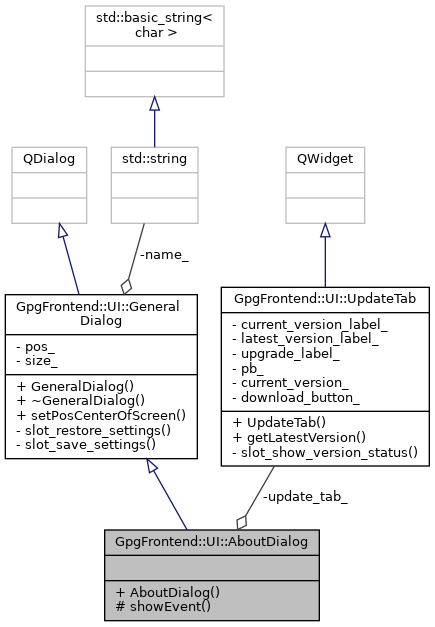 std::basic_string<
char >
QDialog
std::string
QWidget
-name_
GpgFrontend::UI::General
Dialog
- pos_
- size_
+ GeneralDialog()
+ ~GeneralDialog()
+ setPosCenterOfScreen()
- slot_restore_settings()
- slot_save_settings()
GpgFrontend::UI::UpdateTab
- current_version_label_
- latest_version_label_
- upgrade_label_
- pb_
- current_version_
- download_button_
+ UpdateTab()
+ getLatestVersion()
- slot_show_version_status()
-update_tab_
GpgFrontend::UI::AboutDialog
+ AboutDialog()
# showEvent()